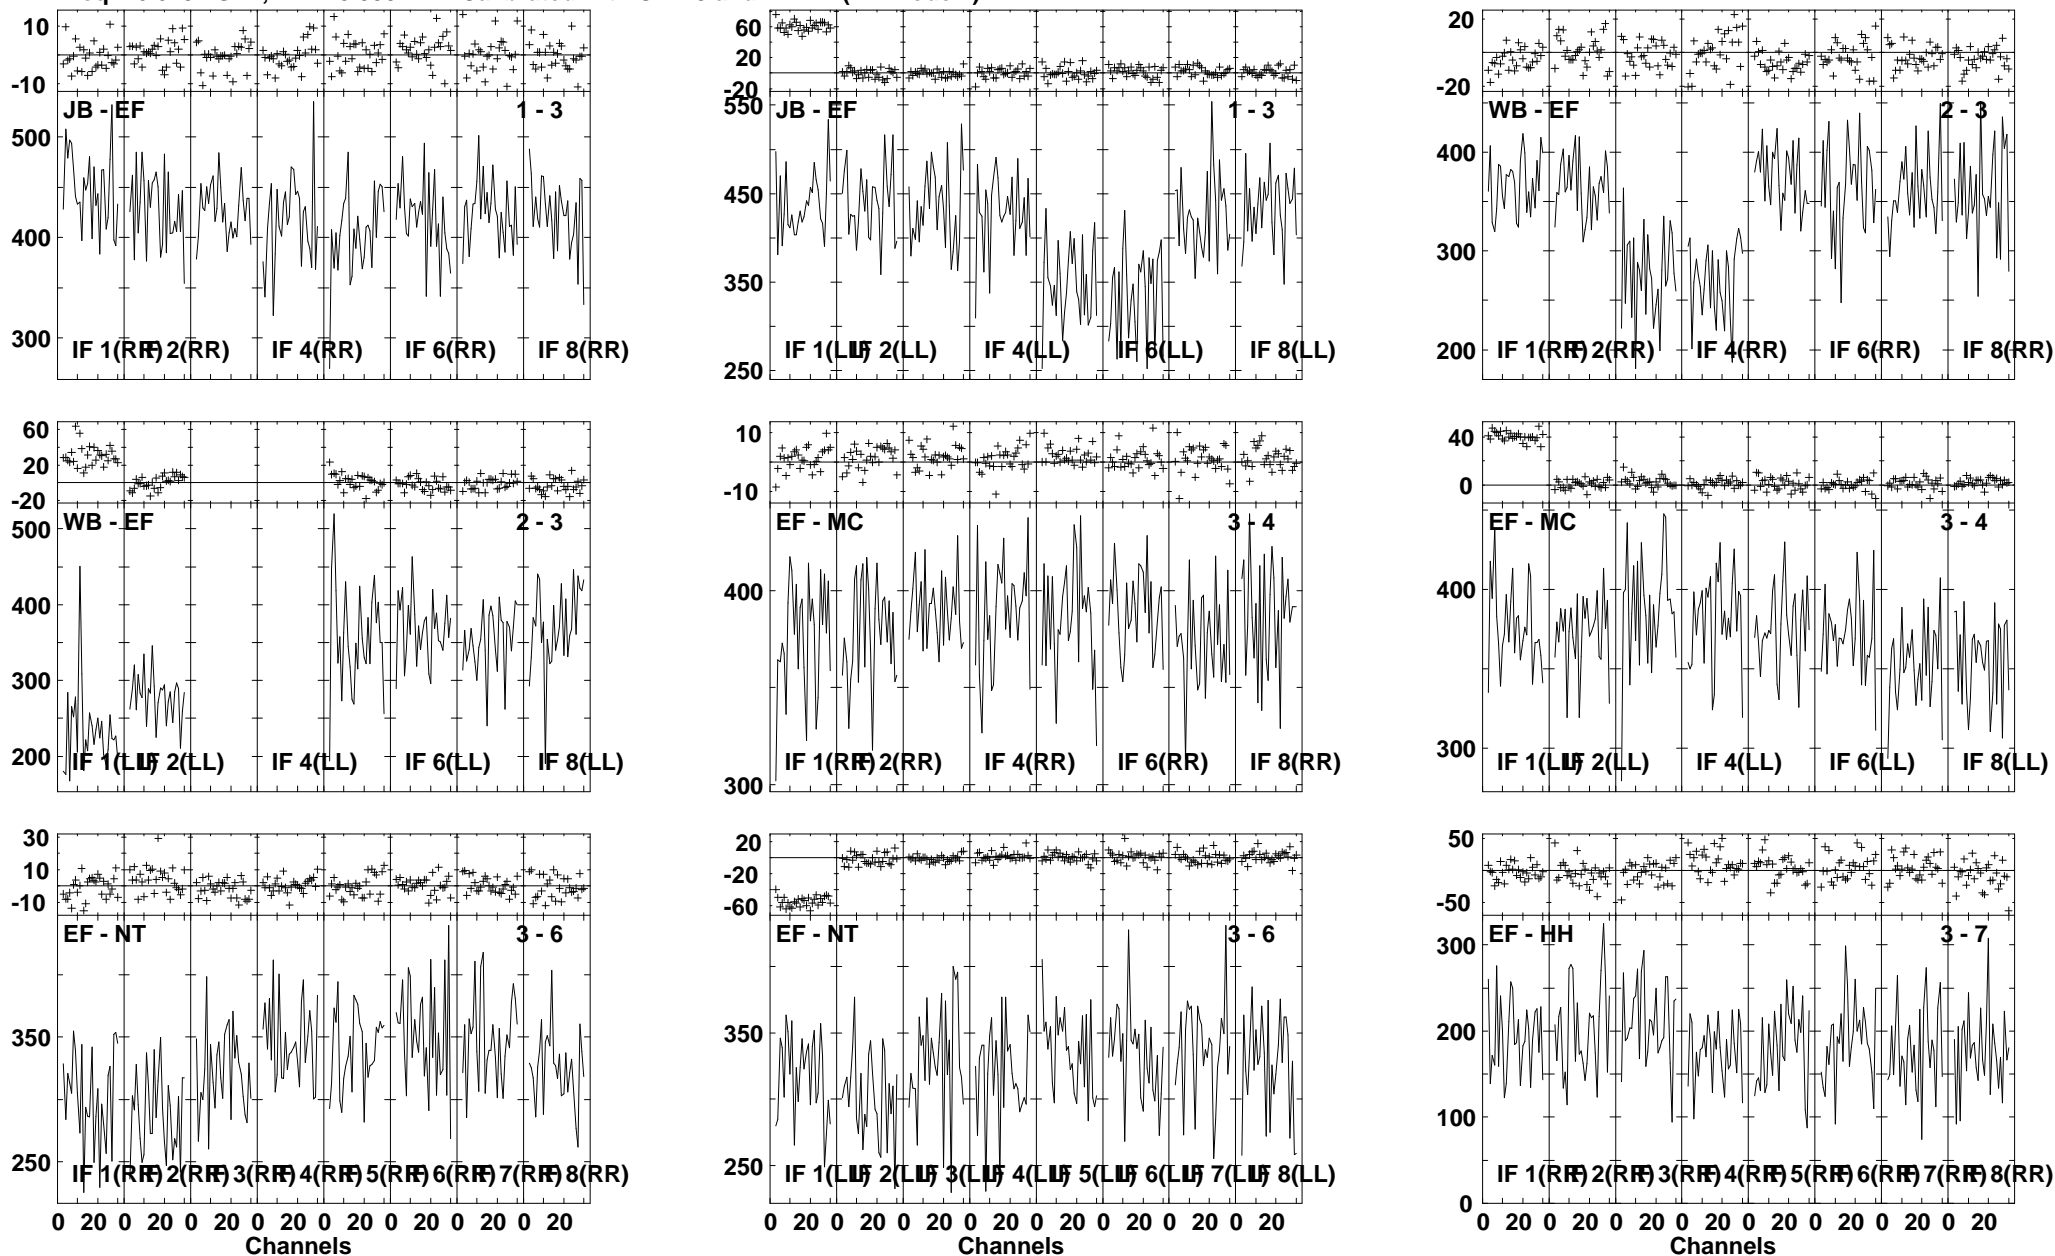 10
-10
JB - EF 1 - 3
500
400
300
IF 1(RR) IF 2(RR) IF 4(RR) IF 6(RR) IF 8(RR)
60
20
-20
JB - EF 1 - 3
550
450
350
250
IF 1(LL) IF 2(LL) IF 4(LL) IF 6(LL) IF 8(LL)
20
-20
WB - EF 2 - 3
400
300
200
IF 1(RR) IF 2(RR) IF 4(RR) IF 6(RR) IF 8(RR)
60
20
-20
WB - EF 2 - 3
500
400
300
200
IF 1(LL) IF 2(LL) IF 4(LL) IF 6(LL) IF 8(LL)
10
-10
EF - MC 3 - 4
400
300
IF 1(RR) IF 2(RR) IF 4(RR) IF 6(RR) IF 8(RR)
40
0
EF - MC 3 - 4
400
300
IF 1(LL) IF 2(LL) IF 4(LL) IF 6(LL) IF 8(LL)
30
10
-10
EF - NT 3 - 6
350
250
IF 1(RR) IF 2(RR) IF 3(RR) IF 4(RR) IF 5(RR) IF 6(RR) IF 7(RR) IF 8(RR)
0 20 0 20 0 20 0 20 0 20 0 20 0 20 0 20
Channels
20
-20
-60
EF - NT 3 - 6
350
250
IF 1(LL) IF 2(LL) IF 3(LL) IF 4(LL) IF 5(LL) IF 6(LL) IF 7(LL) IF 8(LL)
0 20 0 20 0 20 0 20 0 20 0 20 0 20 0 20
Channels
50
-50
EF - HH 3 - 7
300
200
100
0
IF 1(RR) IF 2(RR) IF 3(RR) IF 4(RR) IF 5(RR) IF 6(RR) IF 7(RR) IF 8(RR)
0 20 0 20 0 20 0 20 0 20 0 20 0 20 0 20
Channels